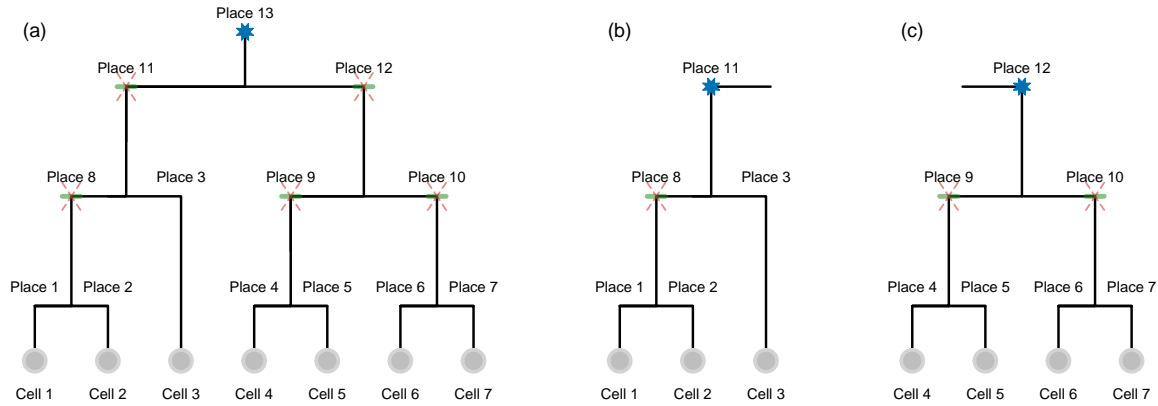 Place 13
(a)
(b)
(c)
Place 11
Place 12
Place 11
Place 12
Place 8
Place 3
Place 9
Place 10
Place 8
Place 3
Place 9
Place 10
Place 1
Place 2
Place 4
Place 5
Place 6
Place 7
Place 1
Place 2
Place 4
Place 5
Place 6
Place 7
Cell 1
Cell 2
Cell 3
Cell 4
Cell 5
Cell 6
Cell 7
Cell 1
Cell 2
Cell 3
Cell 4
Cell 5
Cell 6
Cell 7